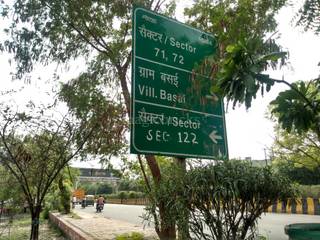 सैक्टर / Sector
71, 72
ग्राम बसई
Vill. Basai
सैक्टर / Sector
SEC- 122